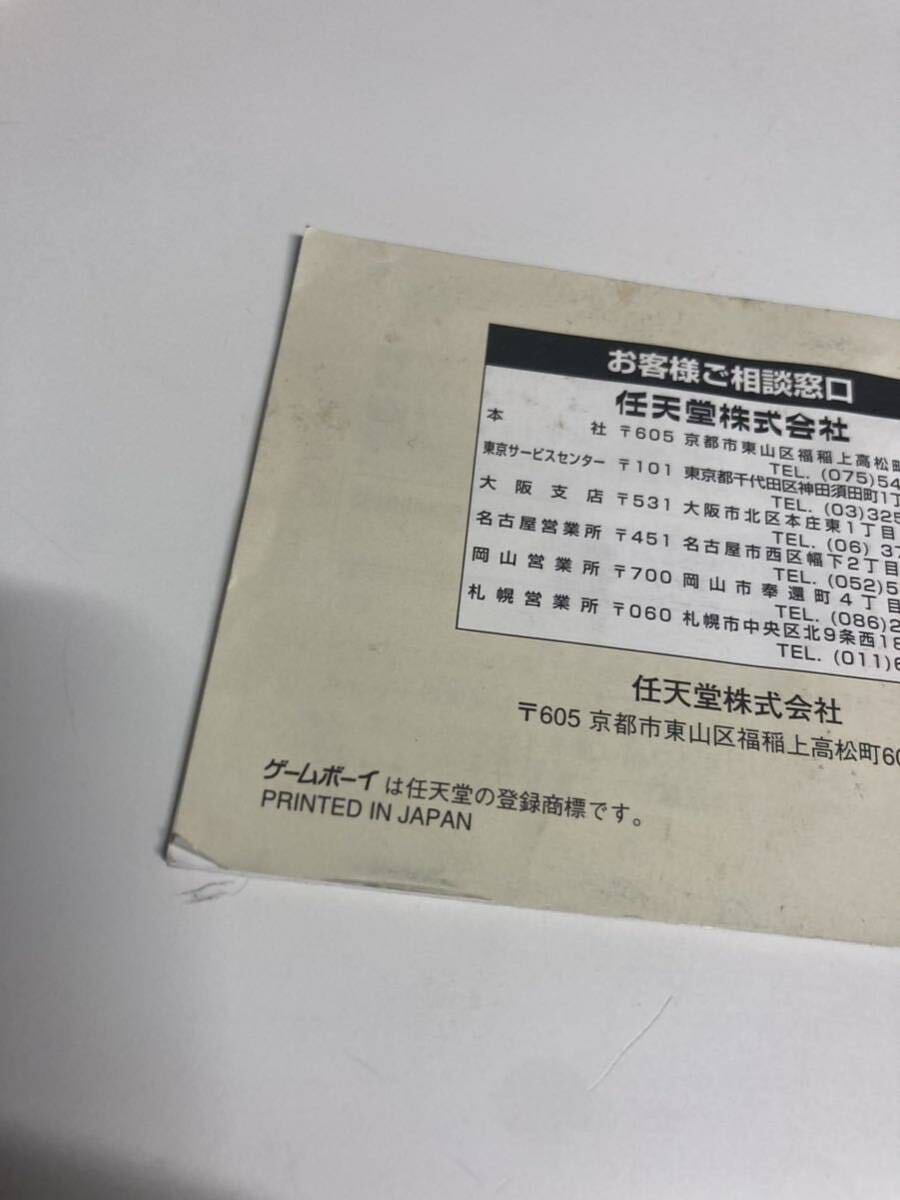 お客様ご相談窓口
任天堂株式会社
本社 〒605 京都市東山区福稲上高松町
TEL. (075)54
東京サービスセンター 〒101 東京都千代田区神田須田町1丁
TEL. (03)325
大阪支店 〒531 大阪市北区本庄東1丁目
TEL. (06) 37
名古屋営業所 〒451 名古屋市西区幅下2丁目
TEL. (052)5
岡山営業所 〒700 岡山市奉還町4丁目
TEL. (086)2
札幌営業所 〒060 札幌市中央区北9条西18
TEL. (011)6
任天堂株式会社
〒605 京都市東山区福稲上高松町60
ゲームボーイは任天堂の登録商標です。
PRINTED IN JAPAN